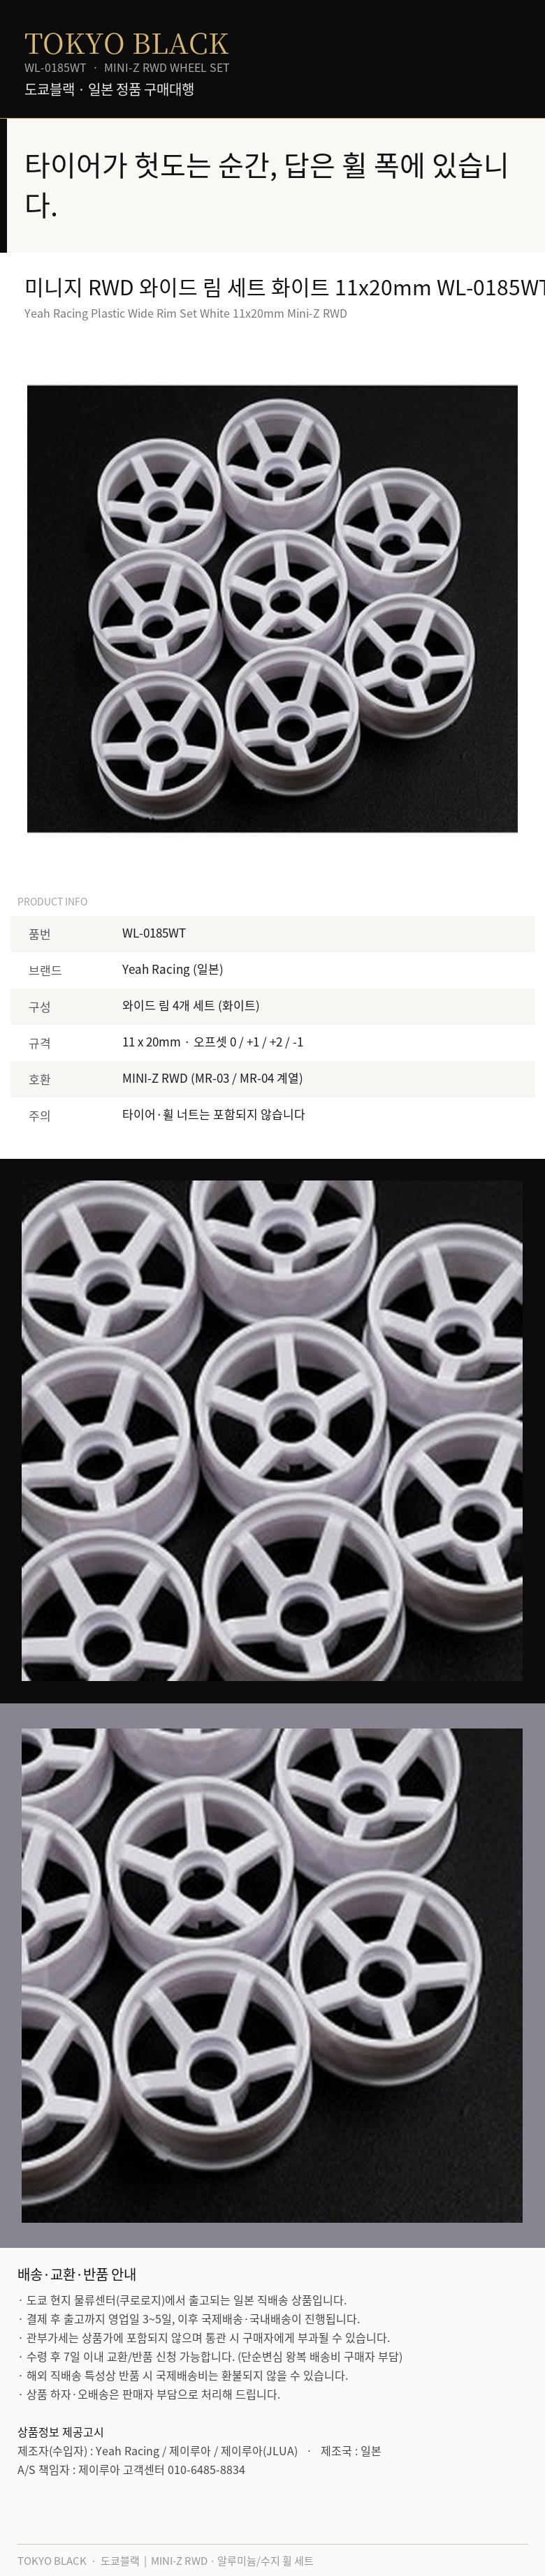 TOKYO BLACK
WL-0185WT · MINI-Z RWD WHEEL SET
도쿄블랙 · 일본 정품 구매대행
타이어가 헛도는 순간, 답은 휠 폭에 있습니
다.
미니지 RWD 와이드 림 세트 화이트 11x20mm WL-0185WT
Yeah Racing Plastic Wide Rim Set White 11x20mm Mini-Z RWD
PRODUCT INFO
품번 WL-0185WT
브랜드 Yeah Racing (일본)
구성 와이드 림 4개 세트 (화이트)
규격 11 x 20mm · 오프셋 0 / +1 / +2 / -1
호환 MINI-Z RWD (MR-03 / MR-04 계열)
주의 타이어·휠 너트는 포함되지 않습니다
배송·교환·반품 안내
· 도쿄 현지 물류센터(쿠로로지)에서 출고되는 일본 직배송 상품입니다.
· 결제 후 출고까지 영업일 3~5일, 이후 국제배송·국내배송이 진행됩니다.
· 관부가세는 상품가에 포함되지 않으며 통관 시 구매자에게 부과될 수 있습니다.
· 수령 후 7일 이내 교환/반품 신청 가능합니다. (단순변심 왕복 배송비 구매자 부담)
· 해외 직배송 특성상 반품 시 국제배송비는 환불되지 않을 수 있습니다.
· 상품 하자·오배송은 판매자 부담으로 처리해 드립니다.
상품정보 제공고시
제조자(수입자) : Yeah Racing / 제이루아 / 제이루아(JLUA) · 제조국 : 일본
A/S 책임자 : 제이루아 고객센터 010-6485-8834
TOKYO BLACK · 도쿄블랙 | MINI-Z RWD · 알루미늄/수지 휠 세트